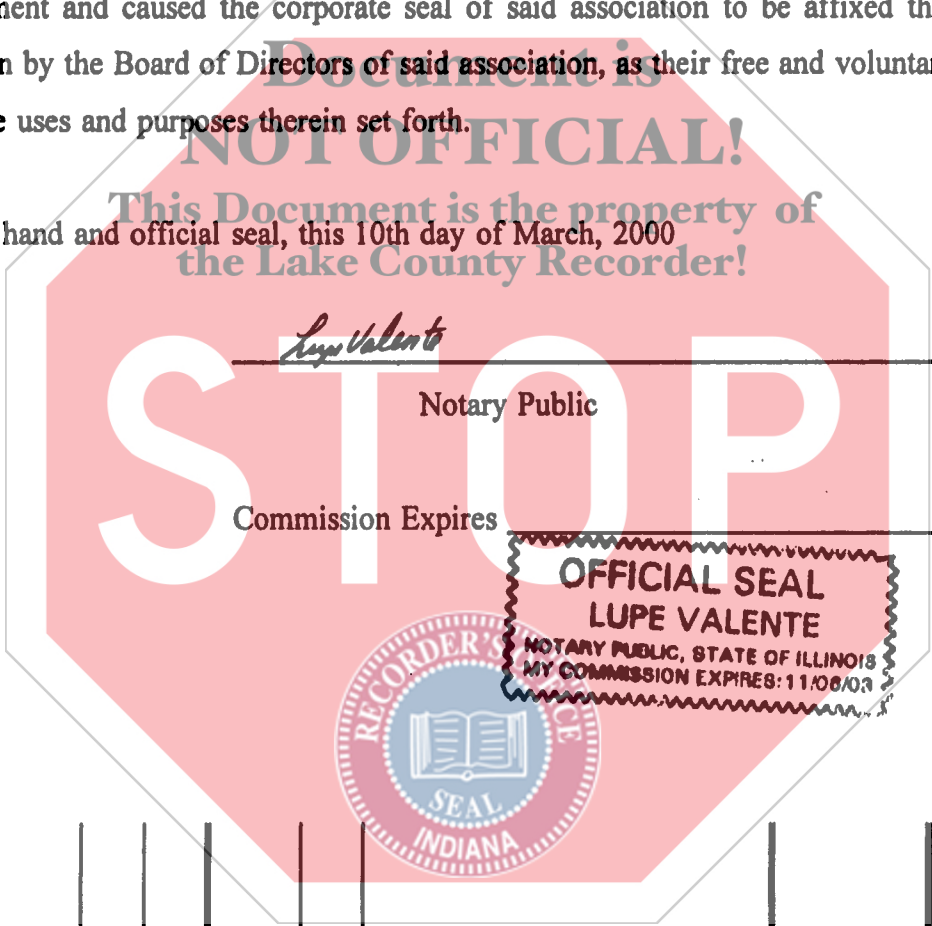 nent and caused the corporate seal of said association to be affixed th
Document is
n by the Board of Directors of said association, as their free and volunta
e uses and purposes therein set forth.
NOT OFFICIAL!
This Document is the property of
hand and official seal, this 10th day of March, 2000
the Lake County Recorder!
STOP
Lupe Valente
Notary Public
Commission Expires
OFFICIAL SEAL
LUPE VALENTE
NOTARY PUBLIC, STATE OF ILLINOIS
MY COMMISSION EXPIRES: 11/06/03
RECORDER'S OFFICE
SEAL
INDIANA